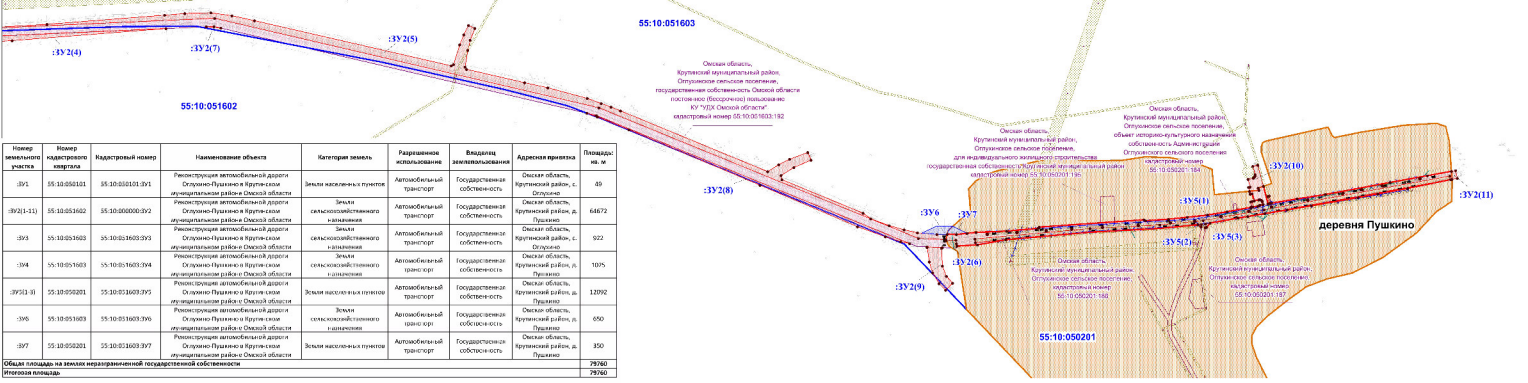 55:10:051603
:ЗУ2(4)
:ЗУ2(7)
:ЗУ2(5)
55:10:051602
Омская область,
Крутинский муниципальный район,
Оглухинское сельское поселение,
государственная собственность Омской области
постоянное (бессрочное) пользование
КУ "УДХ Омской области"
кадастровый номер 55:10:051603:192
Омская область,
Крутинский муниципальный район,
Оглухинское сельское поселение,
для индивидуального жилищного строительства
государственная собственность Крутинский муниципальный район
кадастровый номер 55:10:050201:195
Омская область,
Крутинский муниципальный район
Оглухинское сельское поселение,
объект историко-культурного назначения
собственность Администрации
Оглухинского сельского поселения
кадастровый номер
55:10:050201:184
:ЗУ2(8)
:ЗУ6
:ЗУ7
:ЗУ5(1)
:ЗУ2(10)
:ЗУ2(11)
деревня Пушкино
:ЗУ5(2)
:ЗУ5(3)
:ЗУ2(6)
:ЗУ2(9)
Омская область,
Крутинский муниципальный район
Оглухинское сельское поселение,
кадастровый номер
55:10:050201:188
Омская область,
Крутинский муниципальный район,
Оглухинское сельское поселение,
кадастровый номер
55:10:050201:187
55:10:050201
Номер земельного участка Номер кадастрового квартала Кадастровый номер Наименование объекта Категория земель Разрешенное использование Владелец землепользования Адресная привязка Площадь: кв. м
:ЗУ1 55:10:050101 55:10:030101:ЗУ1 Реконструкция автомобильной дороги Оглухино-Пушкино в Крутинском муниципальном районе Омской области Земли населенных пунктов Автомобильный транспорт Государственная собственность Омская область, Крутинский район, с. Оглухино 49
:ЗУ2(1-11) 55:10:051602 55:10:000000:ЗУ2 Реконструкция автомобильной дороги Оглухино-Пушкино в Крутинском муниципальном районе Омской области Земли сельскохозяйственного назначения Автомобильный транспорт Государственная собственность Омская область, Крутинский район, д. Пушкино 64672
:ЗУ3 55:10:051603 55:10:051603:ЗУ3 Реконструкция автомобильной дороги Оглухино-Пушкино в Крутинском муниципальном районе Омской области Земли сельскохозяйственного назначения Автомобильный транспорт Государственная собственность Омская область, Крутинский район, с. Оглухино 922
:ЗУ4 55:10:051603 55:10:051603:ЗУ4 Реконструкция автомобильной дороги Оглухино-Пушкино в Крутинском муниципальном районе Омской области Земли сельскохозяйственного назначения Автомобильный транспорт Государственная собственность Омская область, Крутинский район, д. Пушкино 1075
:ЗУ5(1-3) 55:10:050201 55:10:051603:ЗУ5 Реконструкция автомобильной дороги Оглухино-Пушкино в Крутинском муниципальном районе Омской области Земли населенных пунктов Автомобильный транспорт Государственная собственность Омская область, Крутинский район, д. Пушкино 12092
:ЗУ6 55:10:051603 55:10:051603:ЗУ6 Реконструкция автомобильной дороги Оглухино-Пушкино в Крутинском муниципальном районе Омской области Земли сельскохозяйственного назначения Автомобильный транспорт Государственная собственность Омская область, Крутинский район, д. Пушкино 650
:ЗУ7 55:10:050201 55:10:051603:ЗУ7 Реконструкция автомобильной дороги Оглухино-Пушкино в Крутинском муниципальном районе Омской области Земли населенных пунктов Автомобильный транспорт Государственная собственность Омская область, Крутинский район, д. Пушкино 350
Общая площадь на землях неразграниченной государственной собственности 79760
Итоговая площадь 79760